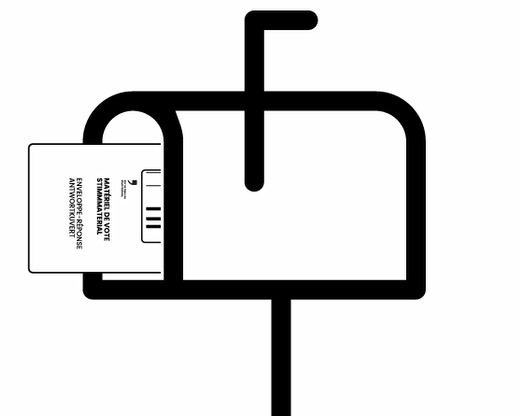 MATÉRIEL DE VOTE
STIMMMATERIAL
ENVELOPPE-RÉPONSE
ANTWORTKUVERT